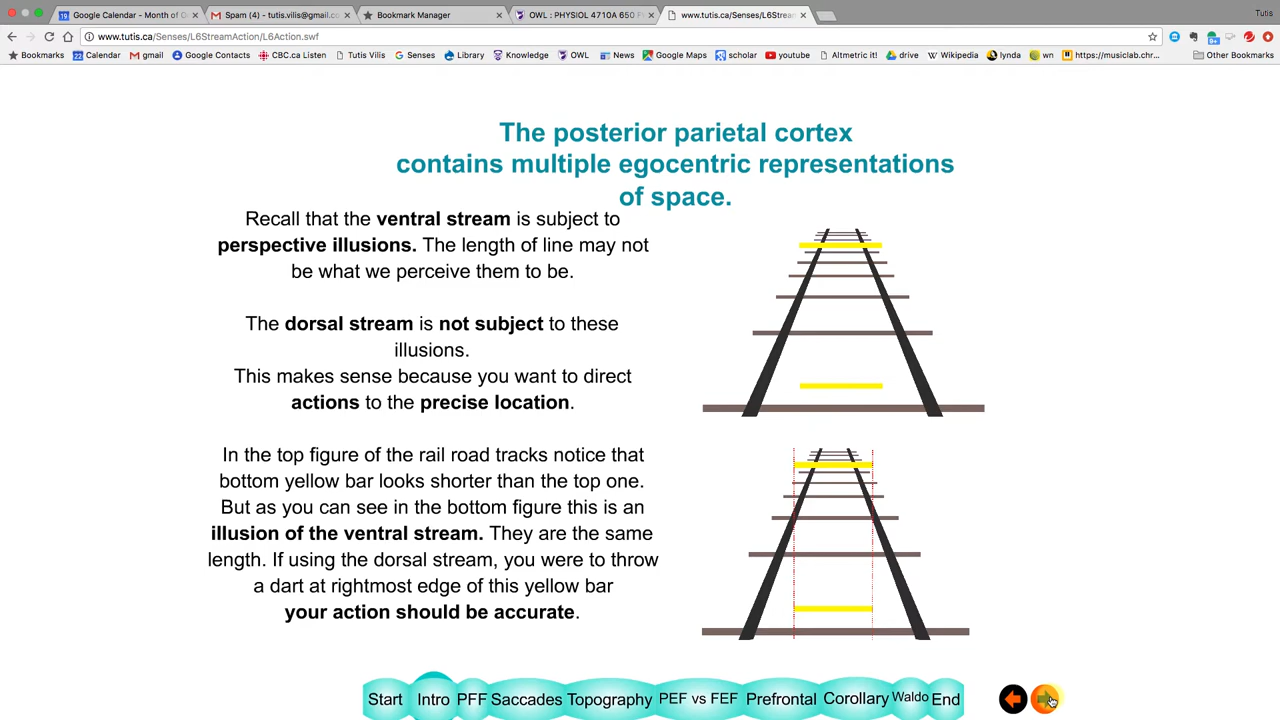 Google Calendar - Month of O
Spam (4) - tutis.vilis@gmail.co
Bookmark Manager
OWL : PHYSIOL 4710A 650 F
www.tutis.ca/Senses/L6Strea
Tutis
www.tutis.ca/Senses/L6StreamAction/L6Action.swf
Bookmarks Calendar gmail Google Contacts CBC.ca Listen Tutis Vilis Senses Library Knowledge OWL News Google Maps scholar youtube Altmetric it! drive Wikipedia lynda wn https://musiclab.chr... Other Bookmarks
The posterior parietal cortex
contains multiple egocentric representations
of space.
Recall that the ventral stream is subject to
perspective illusions. The length of line may not
be what we perceive them to be.
The dorsal stream is not subject to these
illusions.
This makes sense because you want to direct
actions to the precise location.
In the top figure of the rail road tracks notice that
bottom yellow bar looks shorter than the top one.
But as you can see in the bottom figure this is an
illusion of the ventral stream. They are the same
length. If using the dorsal stream, you were to throw
a dart at rightmost edge of this yellow bar
your action should be accurate.
Start Intro PFF Saccades Topography PEF vs FEF Prefrontal Corollary Waldo End